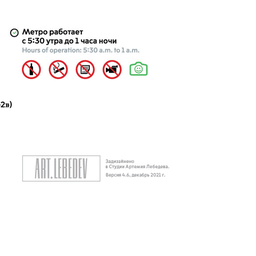 Метро работает
с 5:30 утра до 1 часа ночи
Hours of operation: 5:30 a.m. to 1 a.m.
2в)
ART. LEBEDEV
Задизайнено
в Студии Артемия Лебедева.
Версия 4.6, декабрь 2021 г.